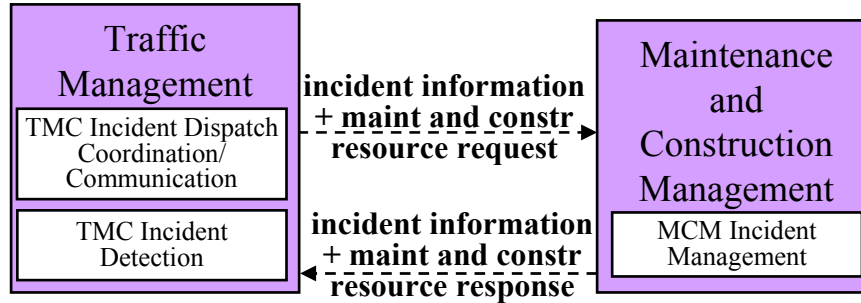 Traffic
Management
TMC Incident Dispatch
Coordination/
Communication
TMC Incident
Detection
incident information
+ maint and constr
resource request
incident information
+ maint and constr
resource response
Maintenance
and
Construction
Management
MCM Incident
Management